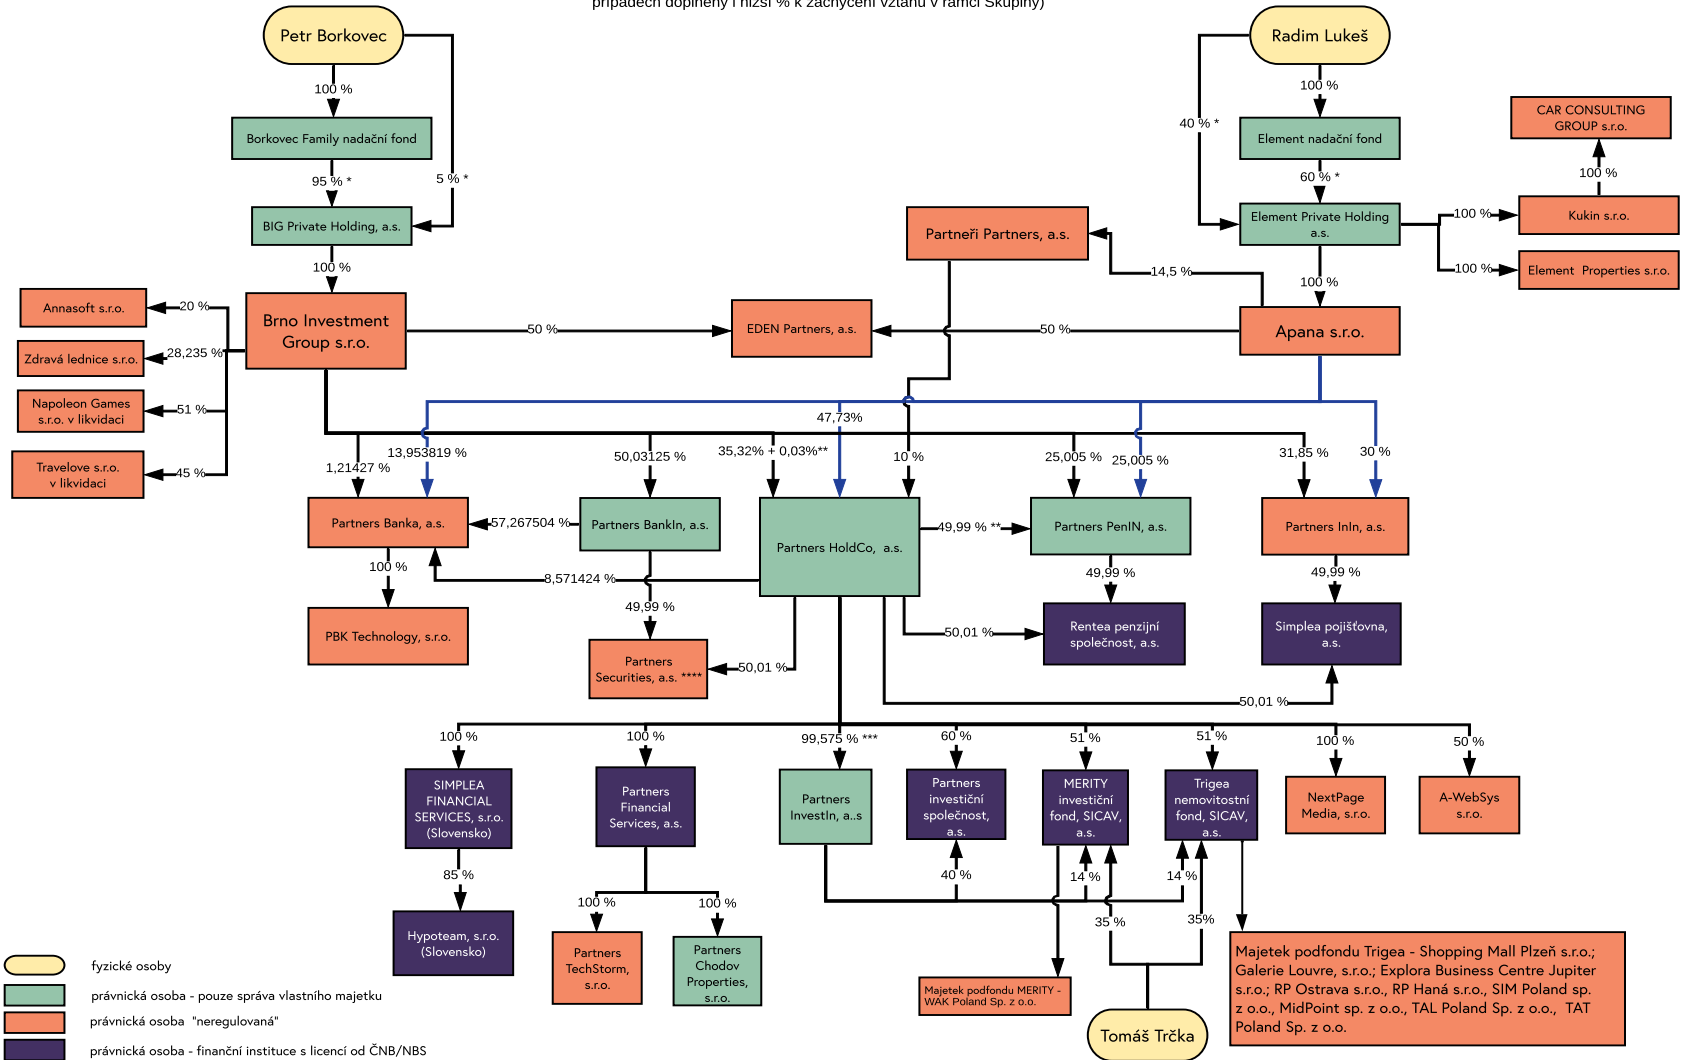 případech doplněny i nižší % k zachycení vztahů v rámci Skupiny)
Petr Borkovec
Radim Lukeš
100 %
100 %
CAR CONSULTING
GROUP s.r.o.
40 % *
Borkovec Family nadační fond
Element nadační fond
95 % *
5 % *
60 % *
100 %
BIG Private Holding, a.s.
Partneři Partners, a.s.
Element Private Holding
a.s.
100 %
Kukin s.r.o.
100 %
14,5 %
100 %
100 %
Element  Properties s.r.o.
Annasoft s.r.o.
20 %
Brno Investment
Group s.r.o.
50 %
EDEN Partners, a.s.
50 %
Apana s.r.o.
Zdravá lednice s.r.o.
28,235 %
Napoleon Games
s.r.o. v likvidaci
51 %
Travelove s.r.o.
v likvidaci
45 %
47,73%
1,21427 %
13,953819 %
50,03125 %
35,32% + 0,03%**
10 %
25,005 %
25,005 %
31,85 %
30 %
Partners Banka, a.s.
57,267504 %
Partners BankIn, a.s.
Partners HoldCo,  a.s.
49,99 % **
Partners PenIN, a.s.
Partners InIn, a.s.
100 %
8,571424 %
49,99 %
49,99 %
49,99 %
PBK Technology, s.r.o.
Partners
Securities, a.s. ****
50,01 %
50,01 %
Rentea penzijní
společnost, a.s.
Simplea pojišťovna,
a.s.
50,01 %
100 %
100 %
99,575 % ***
60 %
51 %
51 %
100 %
50 %
SIMPLEA
FINANCIAL
SERVICES, s.r.o.
(Slovensko)
Partners
Financial
Services, a.s.
Partners
InvestIn, a..s
Partners
investiční
společnost,
a.s.
MERITY
investiční
fond, SICAV,
a.s.
Trigea
nemovitostní
fond, SICAV,
a.s.
NextPage
Media, s.r.o.
A-WebSys
s.r.o.
85 %
40 %
14 %
14 %
100 %
100 %
35 %
35%
Hypoteam, s.r.o.
(Slovensko)
Partners
TechStorm,
s.r.o.
Partners
Chodov
Properties,
s.r.o.
Majetek podfondu MERITY -
WAK Poland Sp. z o.o.
Majetek podfondu Trigea - Shopping Mall Plzeň s.r.o.;
Galerie Louvre, s.r.o.; Explora Business Centre Jupiter
s.r.o.; RP Ostrava s.r.o., RP Haná s.r.o., SIM Poland sp.
z o.o., MidPoint sp. z o.o., TAL Poland Sp. z o.o.,  TAT
Poland Sp. z o.o.
Tomáš Trčka
fyzické osoby
právnická osoba - pouze správa vlastního majetku
právnická osoba  "neregulovaná"
právnická osoba - finanční instituce s licencí od ČNB/NBS